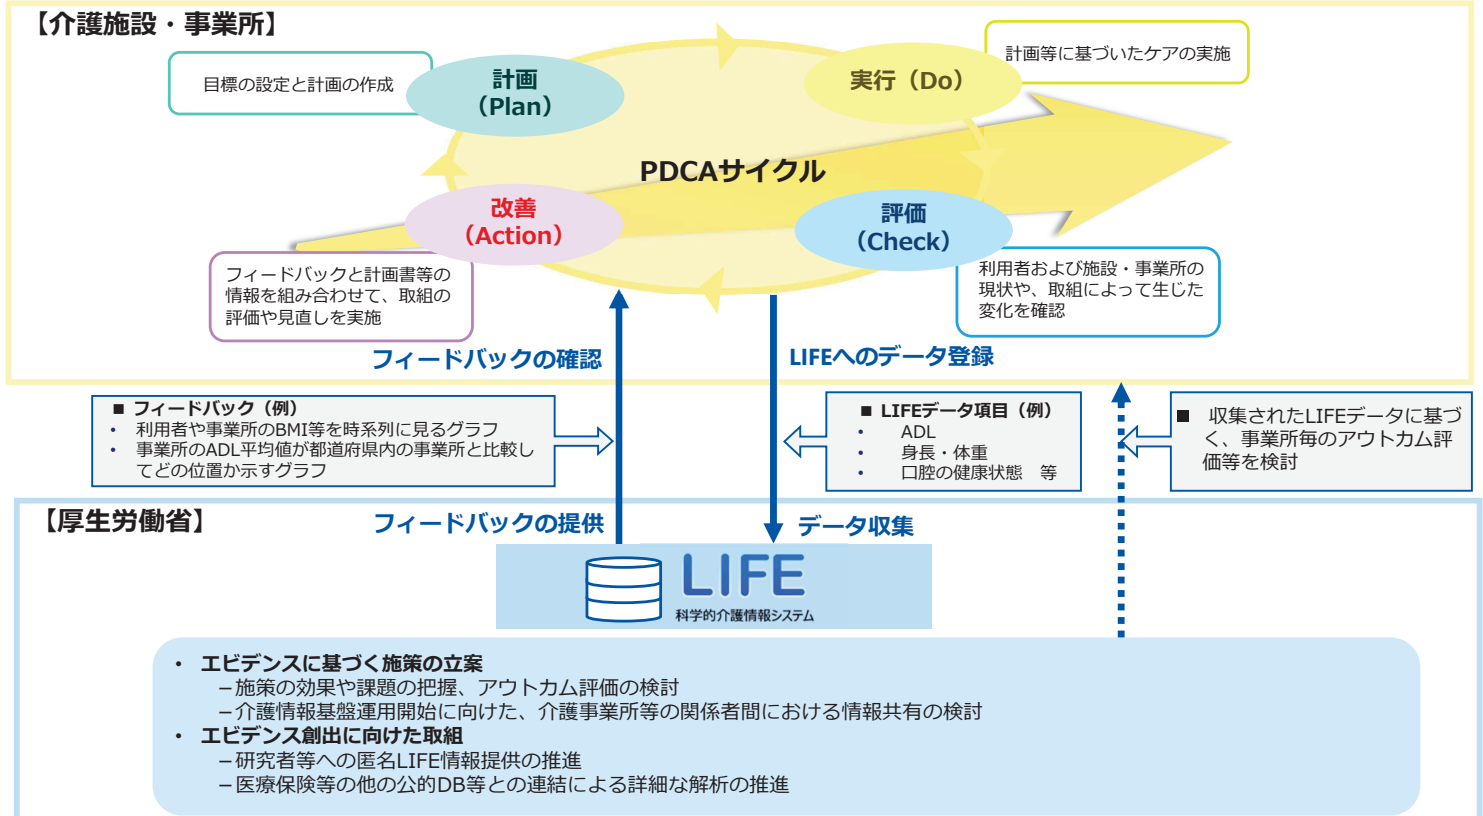 【介護施設・事業所】
目標の設定と計画の作成
計画
（Plan）
実行（Do）
計画等に基づいたケアの実施
PDCAサイクル
改善
（Action）
評価
（Check）
フィードバックと計画書等の
情報を組み合わせて、取組の
評価や見直しを実施
利用者および施設・事業所の
現状や、取組によって生じた
変化を確認
フィードバックの確認
LIFEへのデータ登録
■ フィードバック（例）
• 利用者や事業所のBMI等を時系列に見るグラフ
• 事業所のADL平均値が都道府県内の事業所と比較し
てどの位置か示すグラフ
■ LIFEデータ項目（例）
• ADL
• 身長・体重
• 口腔の健康状態　等
■ 収集されたLIFEデータに基づ
く、事業所毎のアウトカム評
価等を検討
【厚生労働省】
フィードバックの提供
データ収集
LIFE
科学的介護情報システム
• エビデンスに基づく施策の立案
－施策の効果や課題の把握、アウトカム評価の検討
－介護情報基盤運用開始に向けた、介護事業所等の関係者間における情報共有の検討
• エビデンス創出に向けた取組
－研究者等への匿名LIFE情報提供の推進
－医療保険等の他の公的DB等との連結による詳細な解析の推進